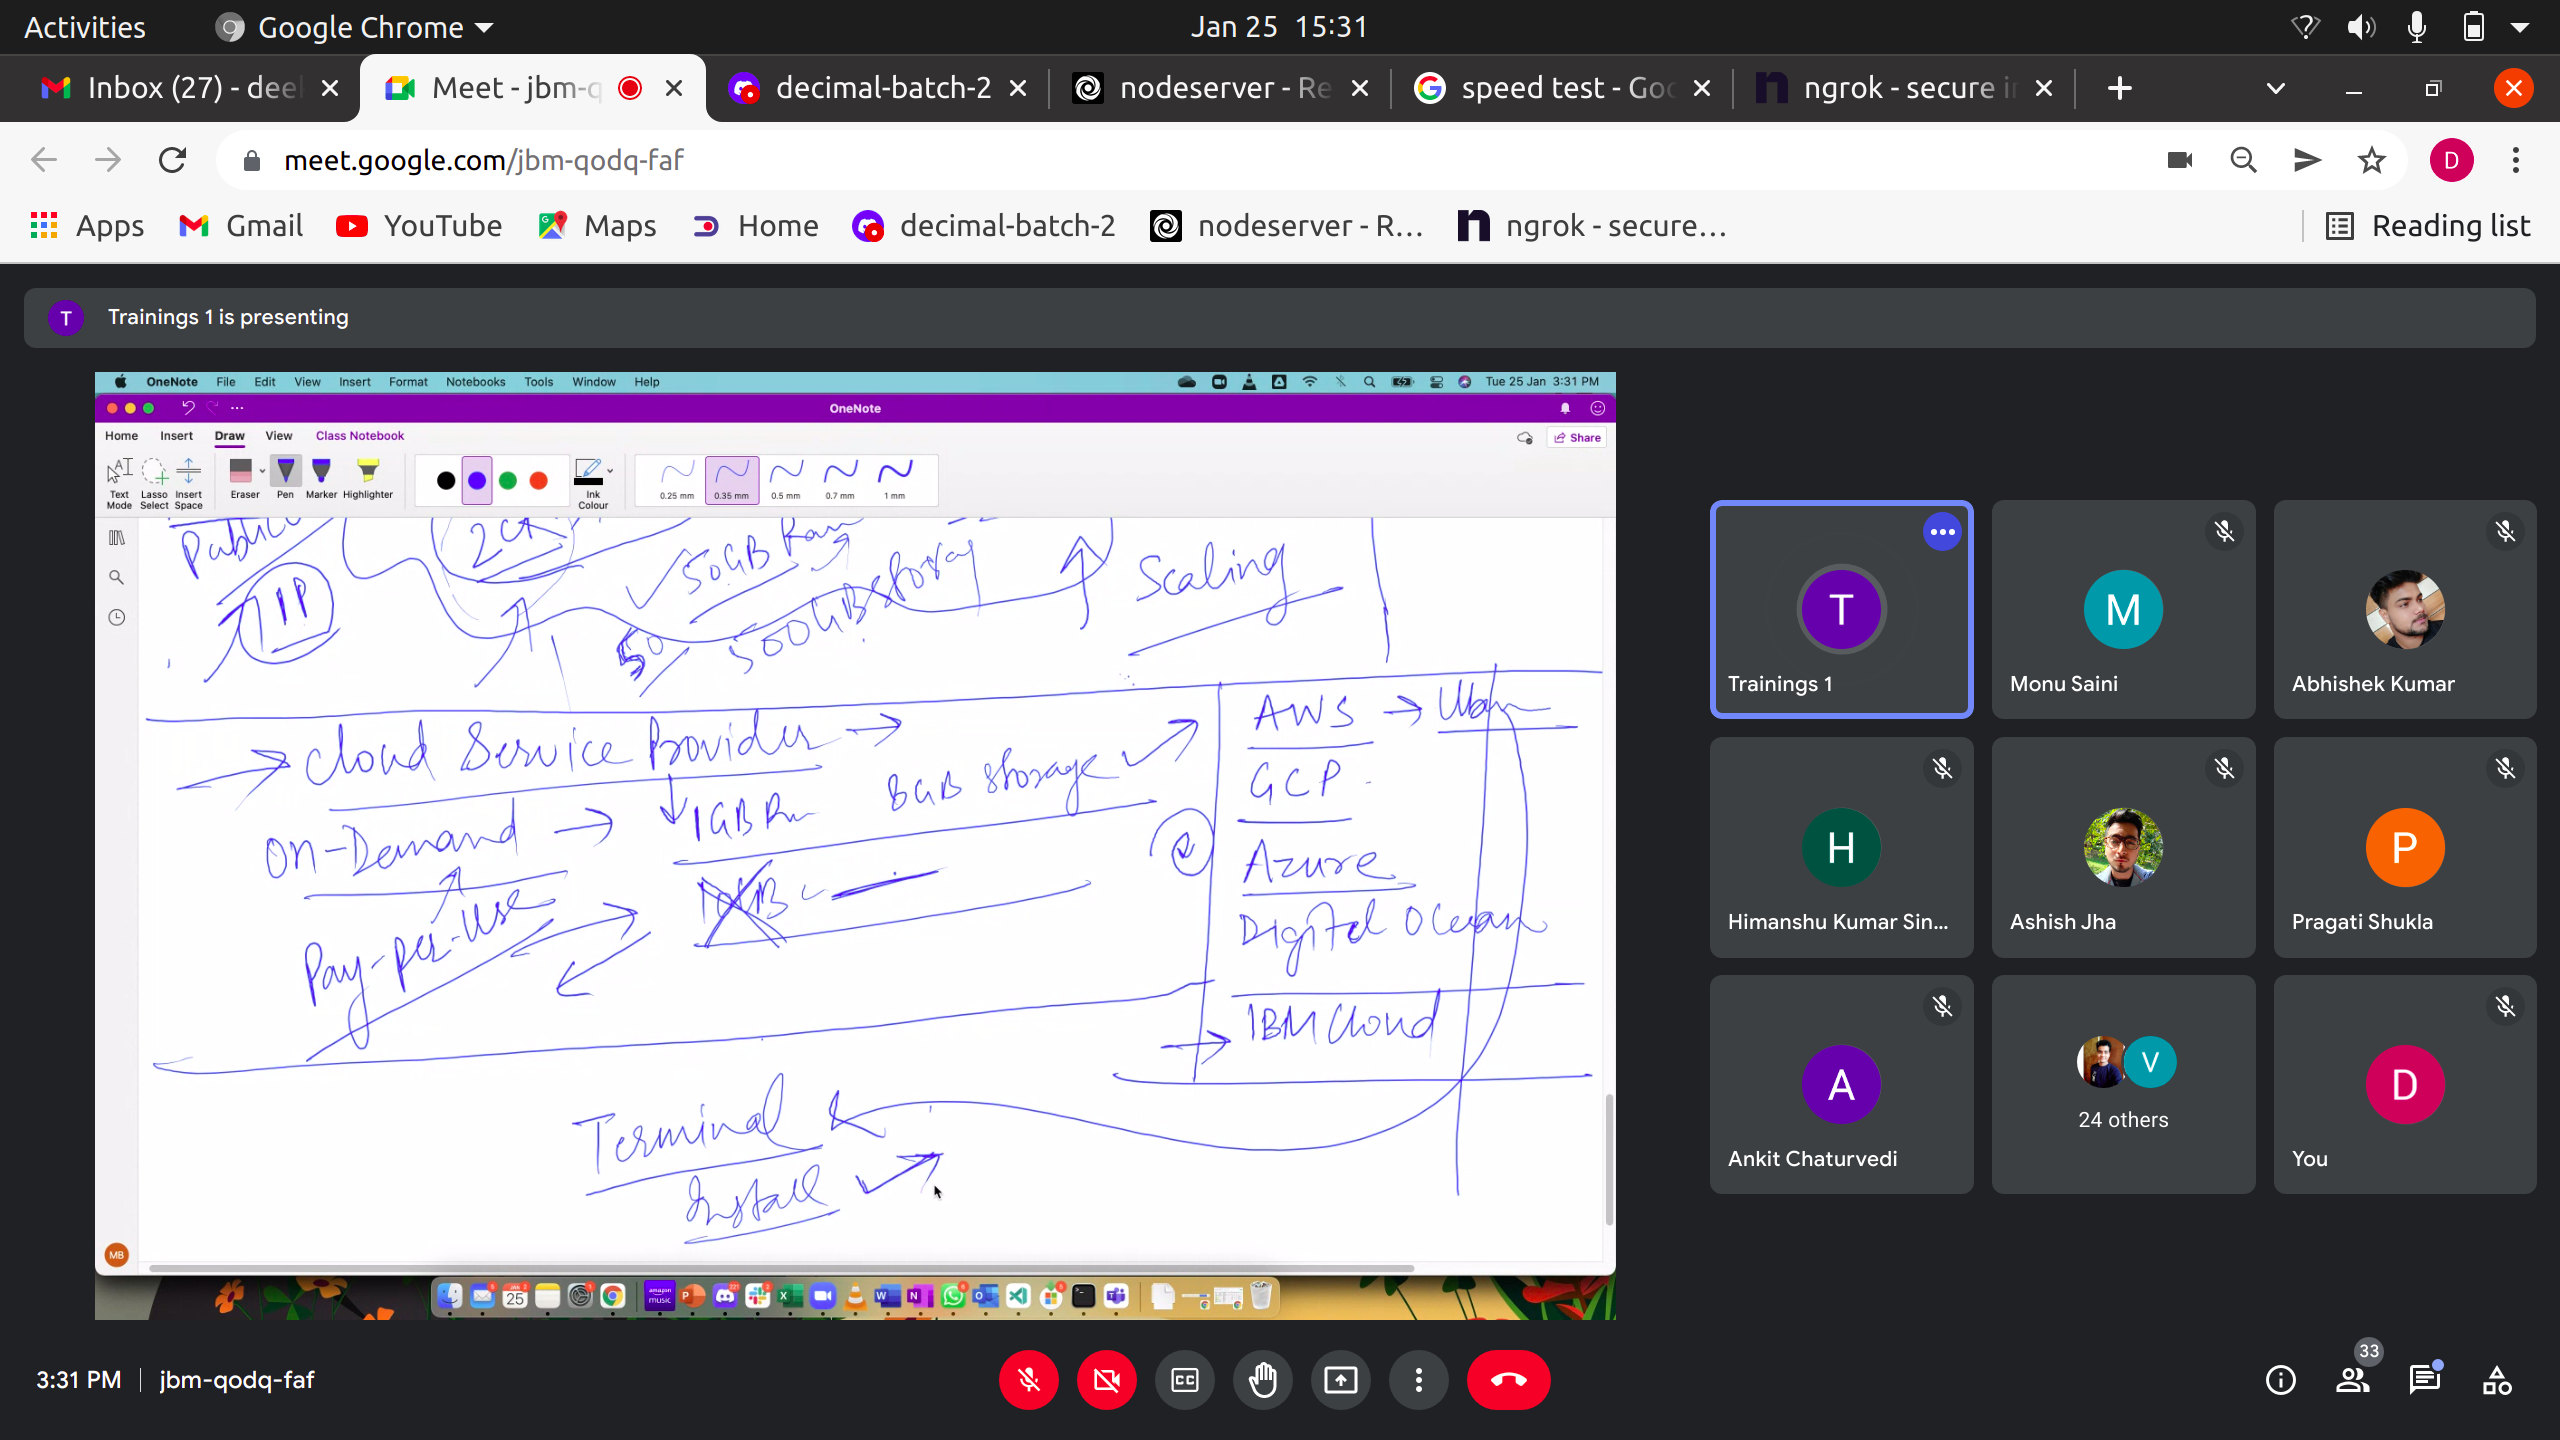 Activities Google Chrome Jan 25 15:31
Inbox (27) - dee Meet - jbm-q decimal-batch-2 nodeserver - Re speed test - Goo ngrok - secure in
meet.google.com/jbm-qodq-faf D
Apps Gmail YouTube Maps Home decimal-batch-2 nodeserver - R... ngrok - secure... Reading list
T Trainings 1 is presenting
OneNote File Edit View Insert Format Notebooks Tools Window Help Tue 25 Jan 3:31 PM
OneNote
Home Insert Draw View Class Notebook Share
Text Mode Lasso Select Insert Space Eraser Pen Marker Highlighter Ink Colour 0.25 mm 0.35 mm 0.5 mm 0.7 mm 1 mm
Public 50GB Ram
IP 50 500GB storag Scaling
Cloud Service Provider AWS → Ubun
On-Demand → 1GB Rm 8GB storage GCP
Pay-per-use 10GB Azure
Digital Ocean
IBM Cloud
Terminal
Install
MB
T Trainings 1
M Monu Saini
Abhishek Kumar
H Himanshu Kumar Sin...
Ashish Jha
P Pragati Shukla
A Ankit Chaturvedi
V 24 others
D You
3:31 PM jbm-qodq-faf CC 33